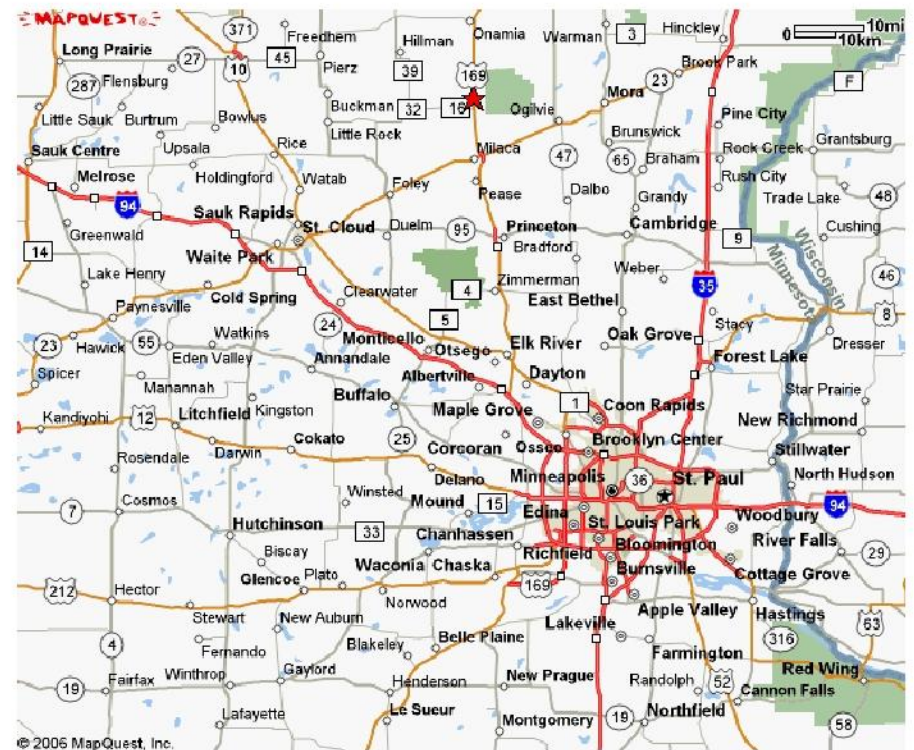 MAPQUEST
371
Freedhem
Hillman
Onamia
Warman
3
Hinckley
0
10mi
10km
Long Prairie
27
10
45
Pierz
39
169
23
Brook Park
F
287
Flensburg
Buckman
32
16
Ogilvie
Mora
Pine City
Little Sauk
Burtrum
Bowlus
Little Rock
Brunswick
Rock Creek
Grantsburg
Sauk Centre
Upsala
Rice
Milaca
47
65
Braham
Rush City
Melrose
Holdingford
Watab
Foley
Pease
Dalbo
Grandy
Trade Lake
48
94
Sauk Rapids
St. Cloud
Duelm
95
Princeton
Cambridge
9
Cushing
Greenwald
14
Waite Park
Bradford
Weber
Wisconsin
Minnesota
46
Lake Henry
Cold Spring
Clearwater
4
Zimmerman
East Bethel
35
8
Paynesville
24
5
Stacy
23
Hawick
55
Watkins
Monticello
Otsego
Elk River
Oak Grove
Dresser
Spicer
Eden Valley
Annandale
Albertville
Dayton
Forest Lake
Manannah
Buffalo
Star Prairie
Kandiyohi
12
Litchfield
Kingston
Maple Grove
1
Coon Rapids
New Richmond
Cokato
25
Corcoran
Osseo
Brooklyn Center
Stillwater
Rosendale
Darwin
Delano
Minneapolis
36
St. Paul
North Hudson
7
Cosmos
Winsted
Mound
15
Edina
St. Louis Park
Woodbury
94
Hutchinson
33
Chanhassen
Richfield
Bloomington
River Falls
29
Biscay
Waconia
Chaska
Burnsville
Cottage Grove
212
Hector
Glencoe
Plato
169
Norwood
Stewart
New Auburn
Lakeville
Apple Valley
Hastings
4
Fernando
Blakeley
Belle Plaine
Farmington
316
63
19
Fairfax
Winthrop
Gaylord
Henderson
New Prague
Randolph
52
Red Wing
Cannon Falls
Lafayette
Le Sueur
Montgomery
19
Northfield
58
© 2006 MapQuest, Inc.